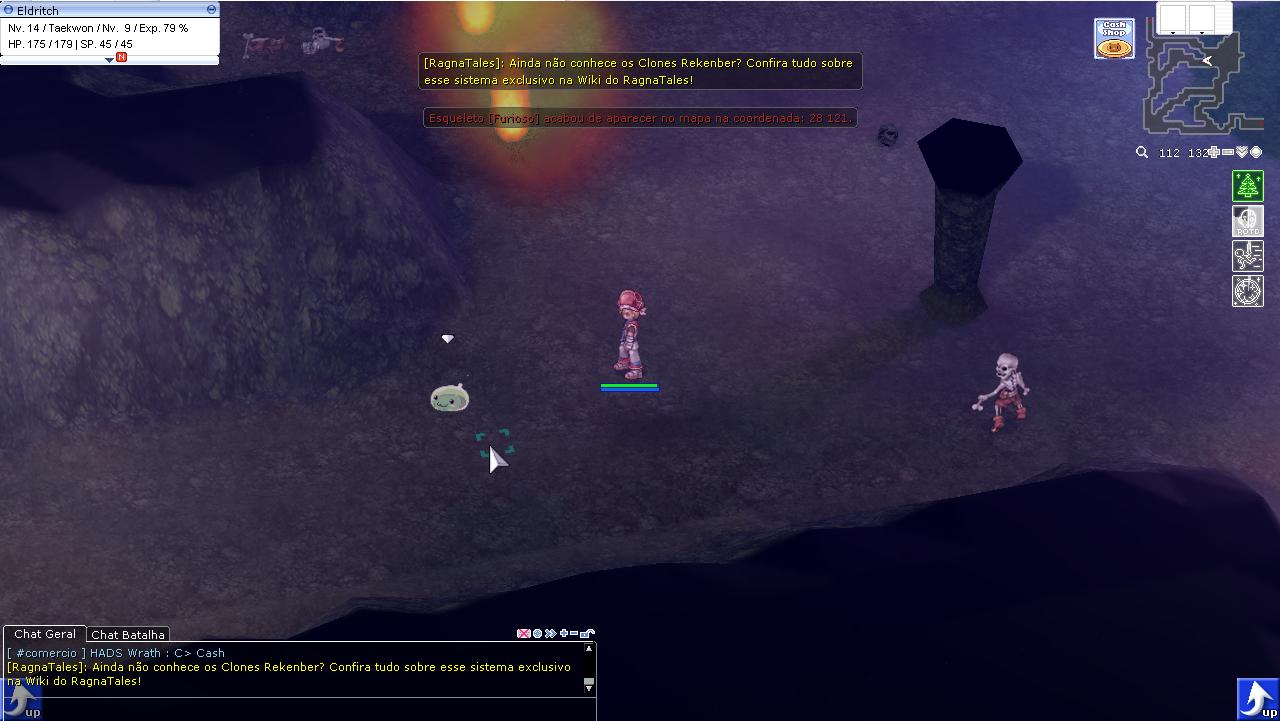 Eldritch
Nv. 14 / Taekwon / Nv. 9 / Exp. 79 %
HP. 175 / 179 | SP. 45 / 45
N
[RagnaTales]: Ainda não conhece os Clones Rekenber? Confira tudo sobre
esse sistema exclusivo na Wiki do RagnaTales!
Esqueleto [Furioso] acabou de aparecer no mapa na coordenada: 28 121.
Cash
Shop
112 132
ROTD
Chat Geral
Chat Batalha
[ #comercio ] HADS Wrath : C> Cash
[RagnaTales]: Ainda não conhece os Clones Rekenber? Confira tudo sobre esse sistema exclusivo
na Wiki do RagnaTales!
up
up